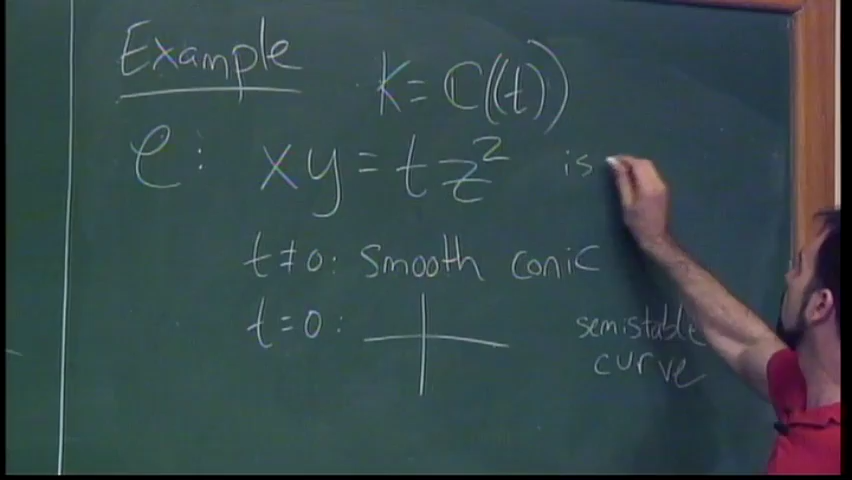 Example K = ℂ((t))
𝒞 : xy = tz² is
t ≠ 0 : smooth conic
t = 0 : semistable
curve